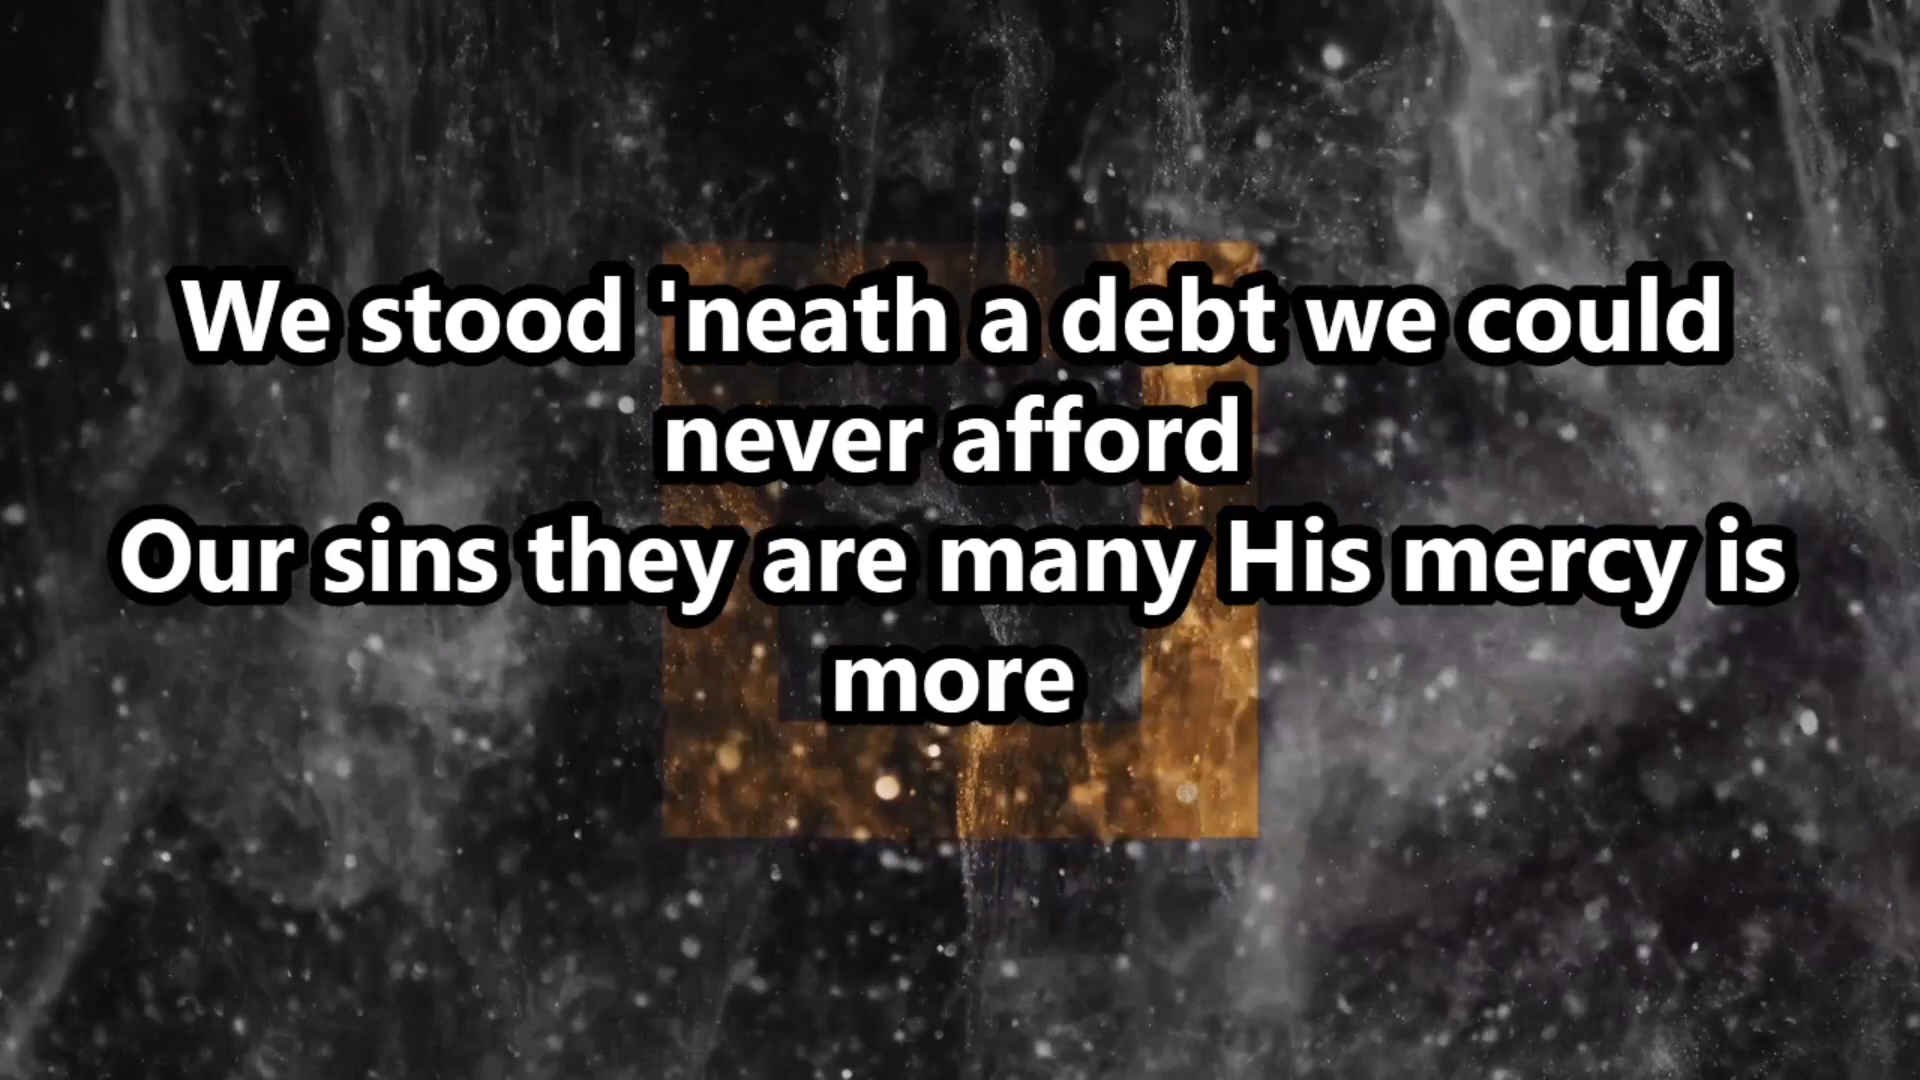 We stood 'neath a debt we could
never afford
Our sins they are many His mercy is
more